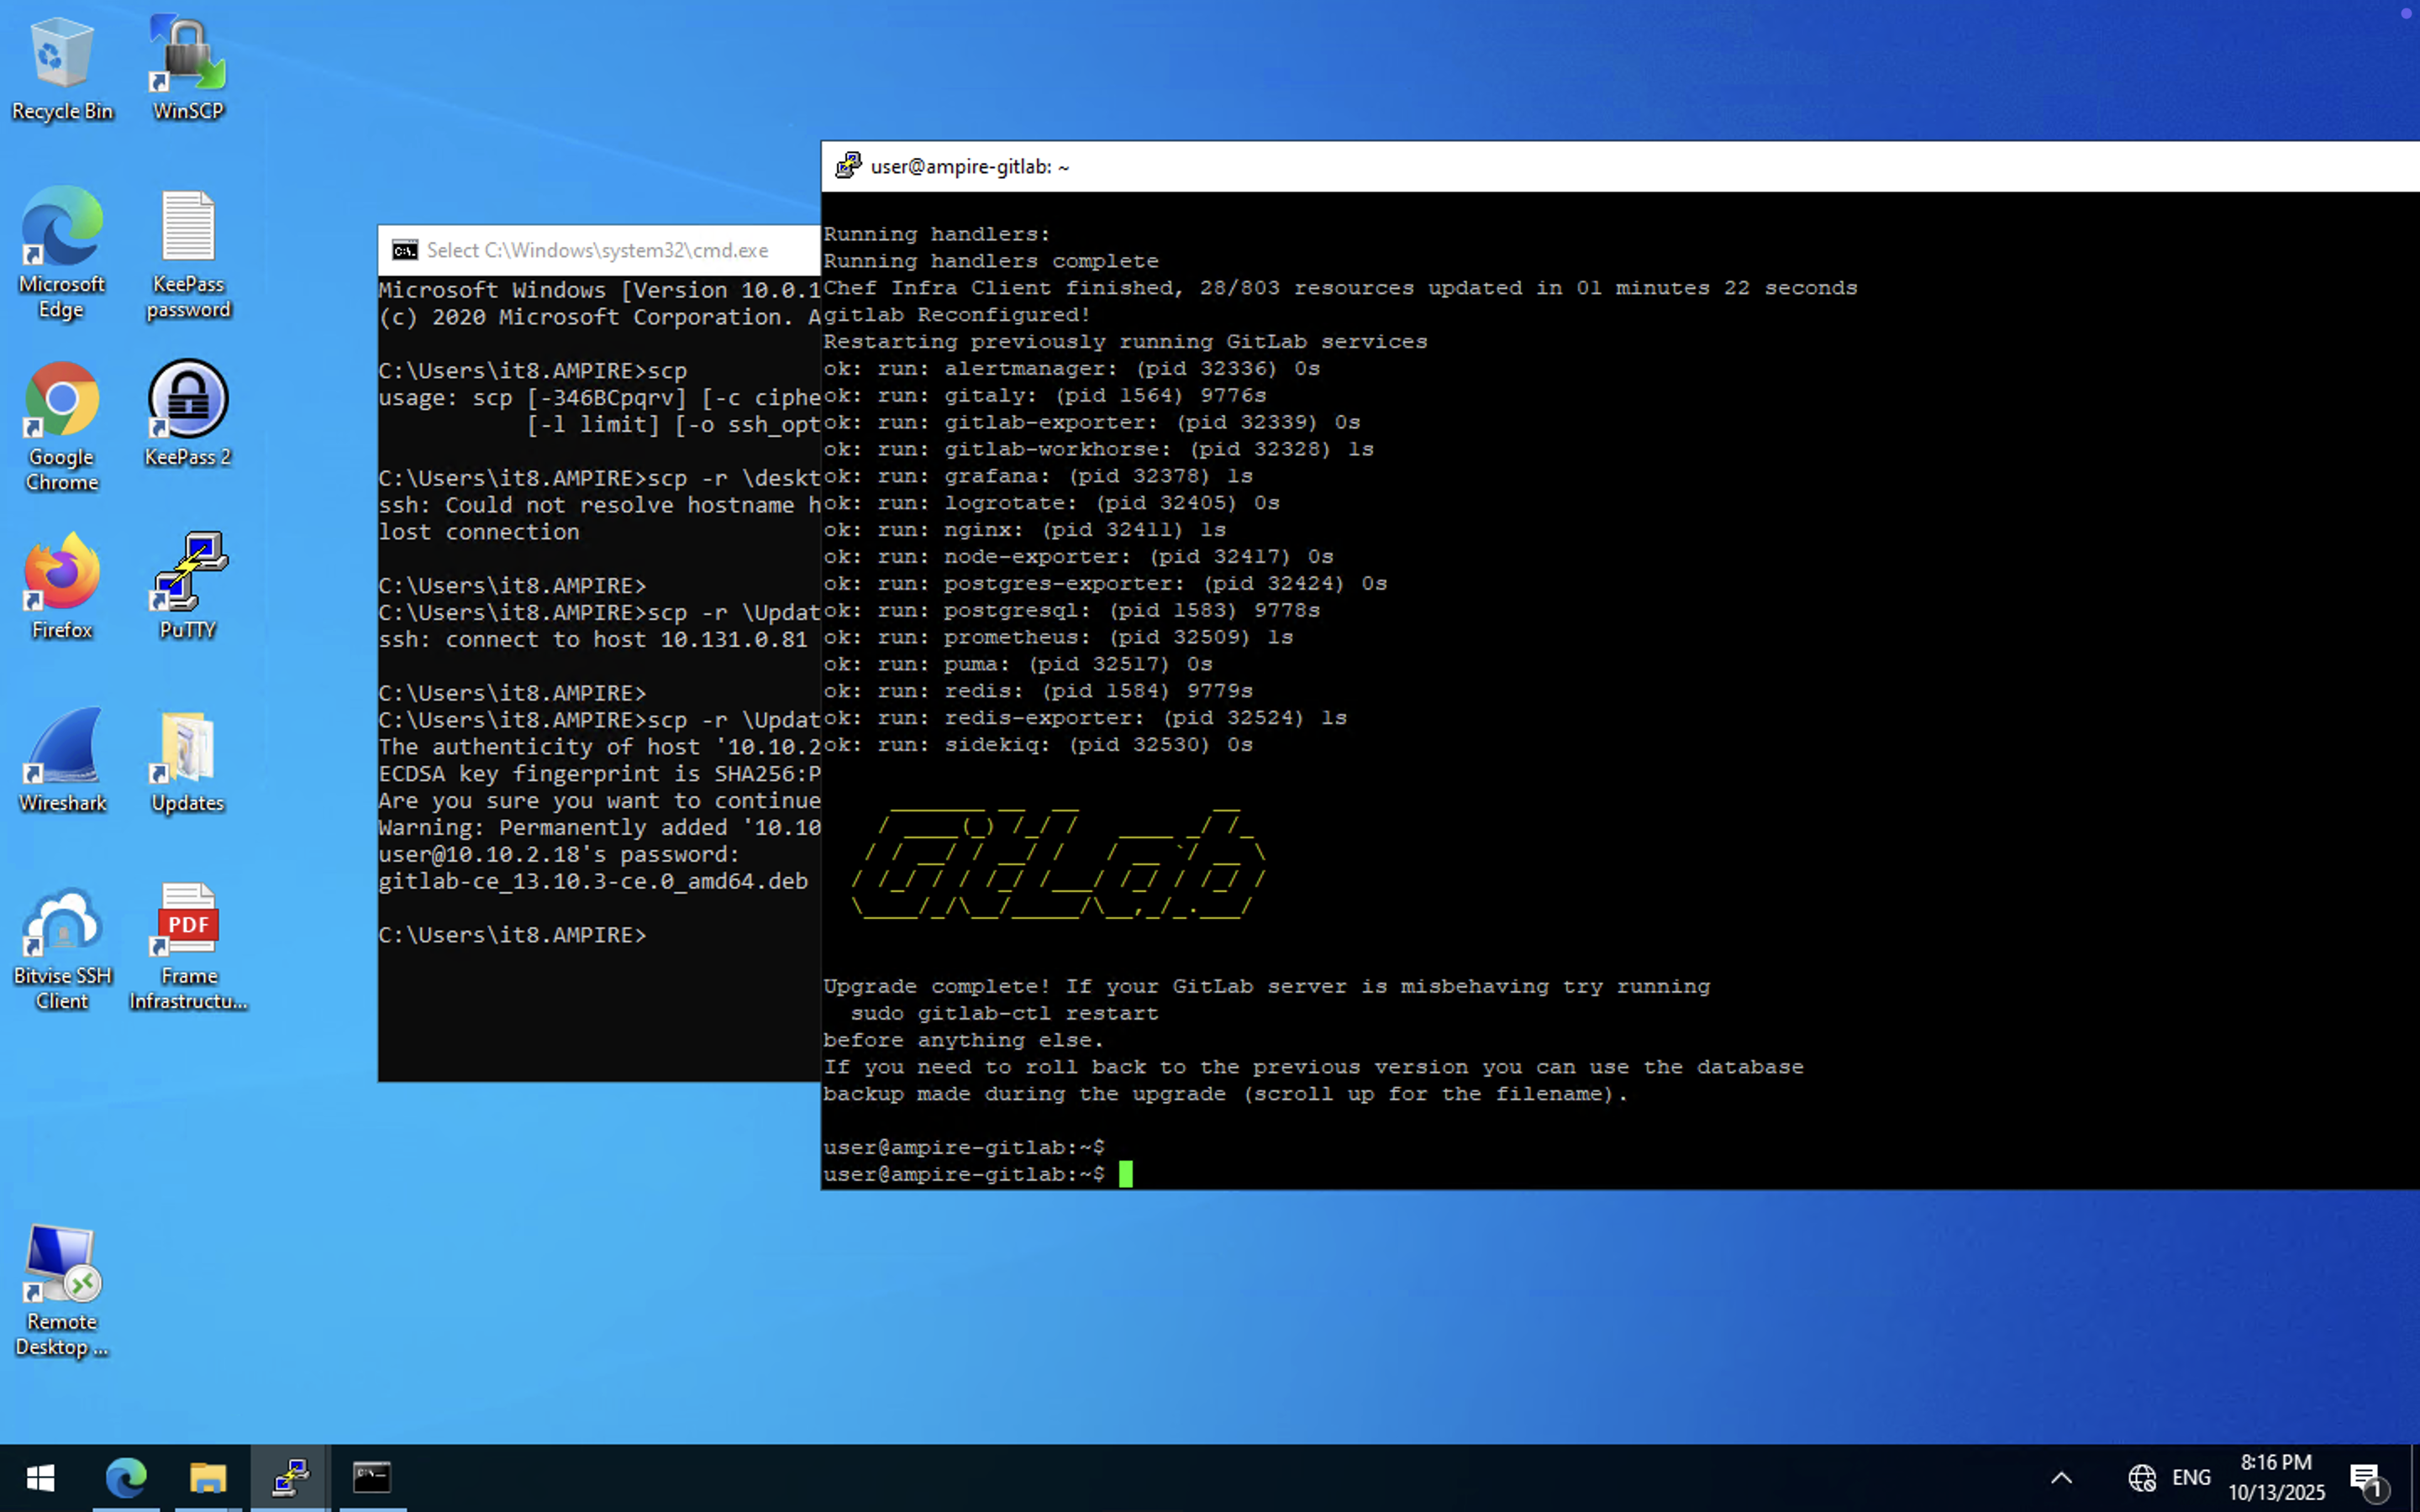 Recycle Bin
WinSCP
Microsoft
Edge
KeePass
password
Google
Chrome
KeePass 2
Firefox
PuTTY
Wireshark
Updates
Bitvise SSH
Client
PDF
Frame
Infrastructu...
Remote
Desktop ...
Select C:\Windows\system32\cmd.exe
Microsoft Windows [Version 10.0.1
(c) 2020 Microsoft Corporation. A
C:\Users\it8.AMPIRE>scp
usage: scp [-346BCpqrv] [-c ciphe
[-l limit] [-o ssh_opt
C:\Users\it8.AMPIRE>scp -r \deskt
ssh: Could not resolve hostname h
lost connection
C:\Users\it8.AMPIRE>
C:\Users\it8.AMPIRE>scp -r \Updat
ssh: connect to host 10.131.0.81
C:\Users\it8.AMPIRE>
C:\Users\it8.AMPIRE>scp -r \Updat
The authenticity of host '10.10.2
ECDSA key fingerprint is SHA256:P
Are you sure you want to continue
Warning: Permanently added '10.10
user@10.10.2.18's password:
gitlab-ce_13.10.3-ce.0_amd64.deb
C:\Users\it8.AMPIRE>
user@ampire-gitlab: ~
Running handlers:
Running handlers complete
Chef Infra Client finished, 28/803 resources updated in 01 minutes 22 seconds
gitlab Reconfigured!
Restarting previously running GitLab services
ok: run: alertmanager: (pid 32336) 0s
ok: run: gitaly: (pid 1564) 9776s
ok: run: gitlab-exporter: (pid 32339) 0s
ok: run: gitlab-workhorse: (pid 32328) 1s
ok: run: grafana: (pid 32378) 1s
ok: run: logrotate: (pid 32405) 0s
ok: run: nginx: (pid 32411) 1s
ok: run: node-exporter: (pid 32417) 0s
ok: run: postgres-exporter: (pid 32424) 0s
ok: run: postgresql: (pid 1583) 9778s
ok: run: prometheus: (pid 32509) 1s
ok: run: puma: (pid 32517) 0s
ok: run: redis: (pid 1584) 9779s
ok: run: redis-exporter: (pid 32524) 1s
ok: run: sidekiq: (pid 32530) 0s
GitLab
Upgrade complete! If your GitLab server is misbehaving try running
sudo gitlab-ctl restart
before anything else.
If you need to roll back to the previous version you can use the database
backup made during the upgrade (scroll up for the filename).
user@ampire-gitlab:~$
user@ampire-gitlab:~$
ENG
8:16 PM
10/13/2025
1